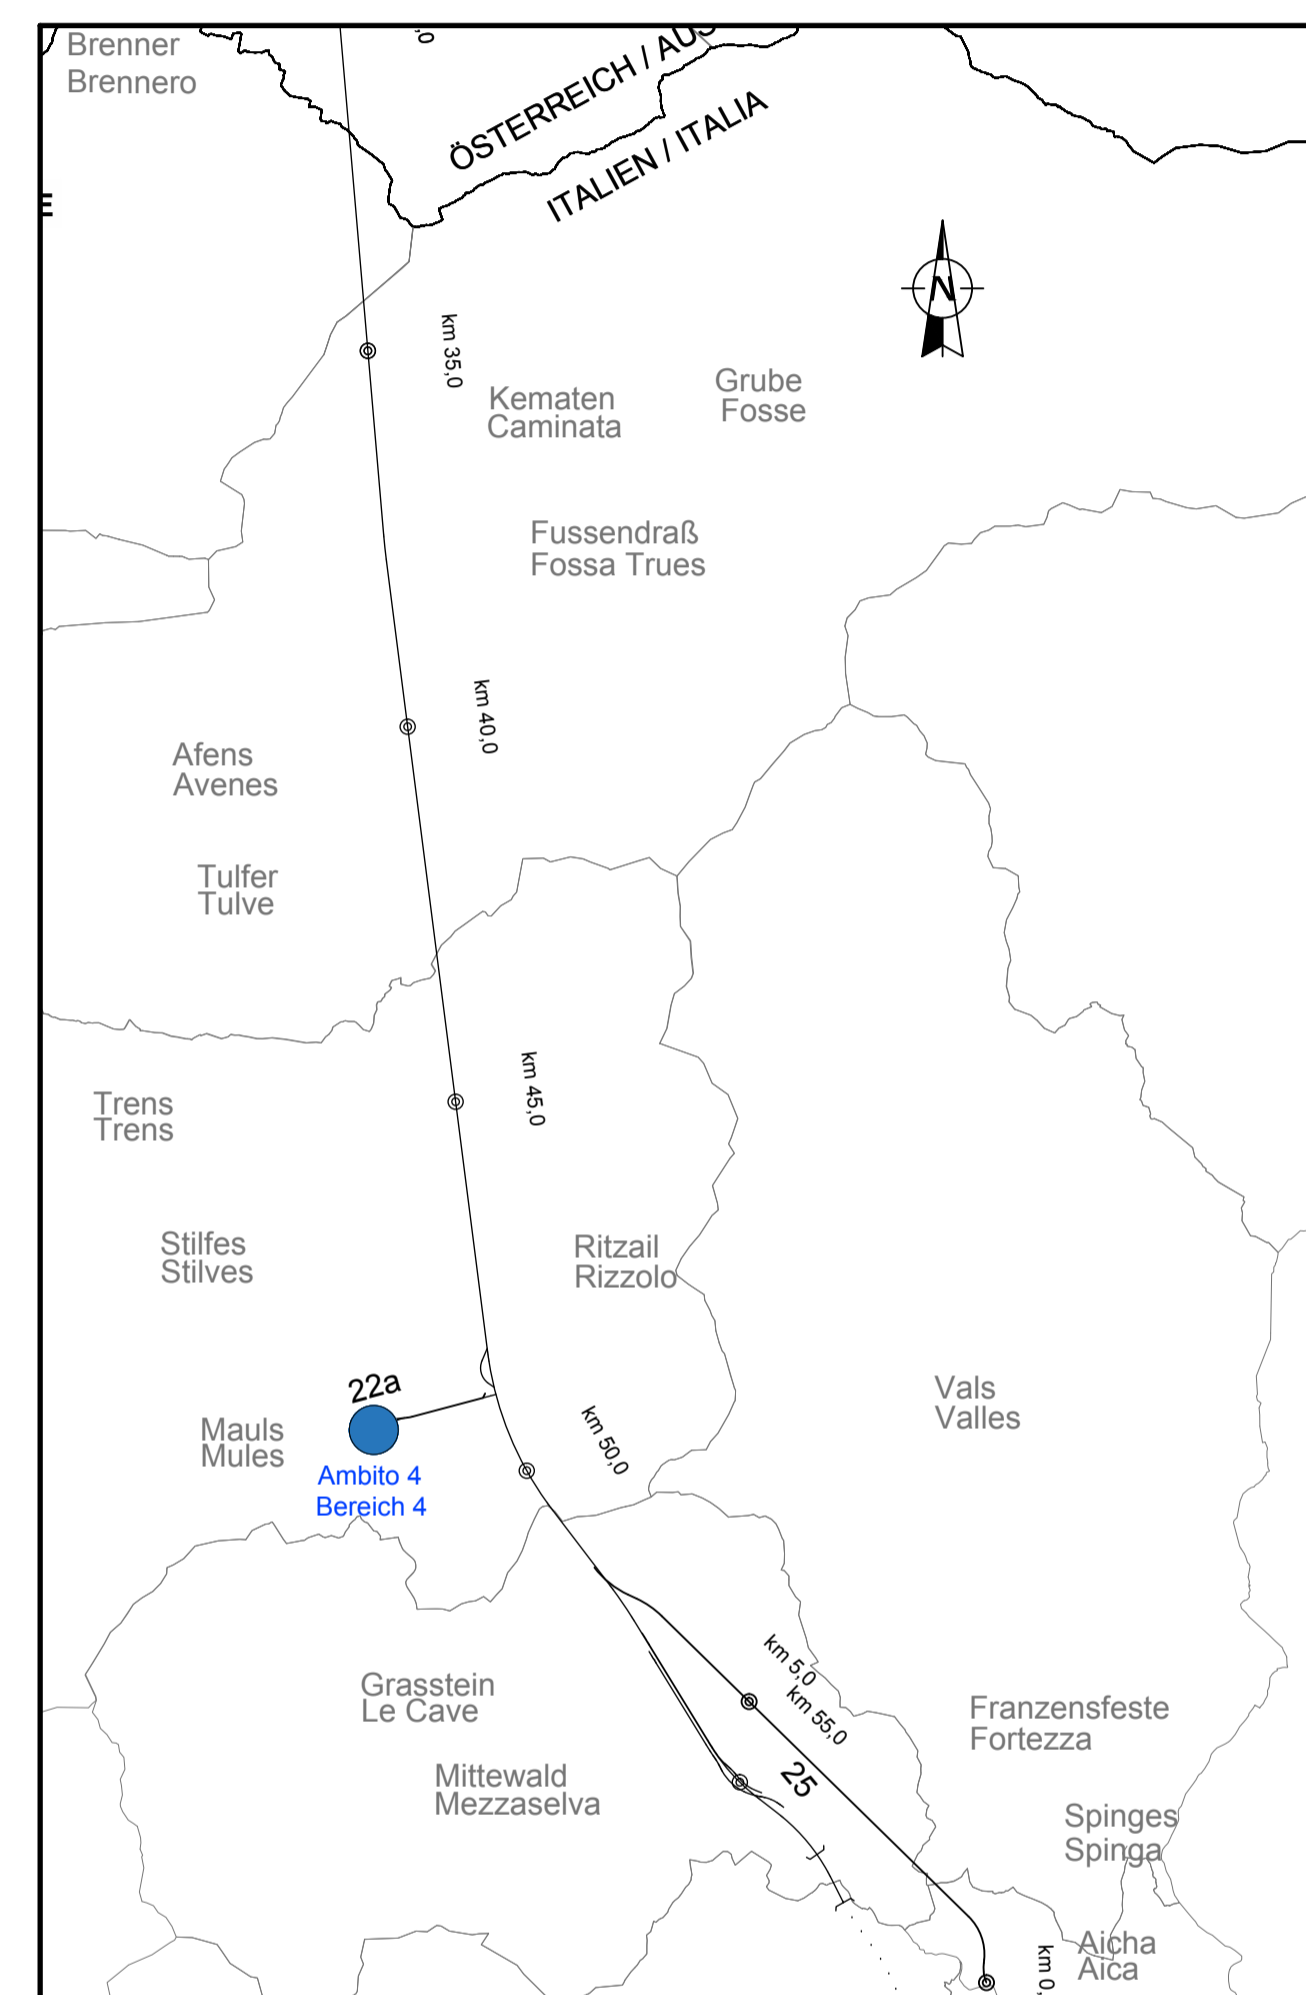 Brenner
Brennero
ÖSTERREICH / AUS
ITALIEN / ITALIA
E
N
km 35,0
Kematen
Caminata
Grube
Fosse
Fussendraß
Fossa Trues
km 40,0
Afens
Avenes
Tulfer
Tulve
km 45,0
Trens
Trens
Stilfes
Stilves
Ritzail
Rizzolo
22a
Mauls
Mules
Ambito 4
Bereich 4
km 50,0
Vals
Valles
km 5,0
km 55,0
25
Grasstein
Le Cave
Mittewald
Mezzaselva
Franzensfeste
Fortezza
Spinges
Spinga
Aicha
Aica
km 0,